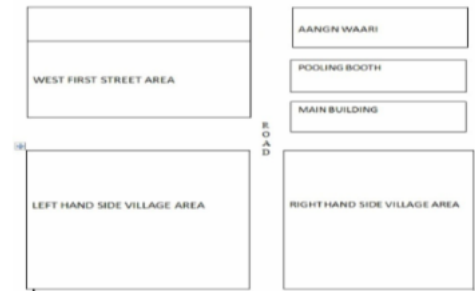 AANGN WAARI
WEST FIRST STREET AREA
POOLING BOOTH
MAIN BUILDING
ROAD
LEFT HAND SIDE VILLAGE AREA
RIGHT HAND SIDE VILLAGE AREA